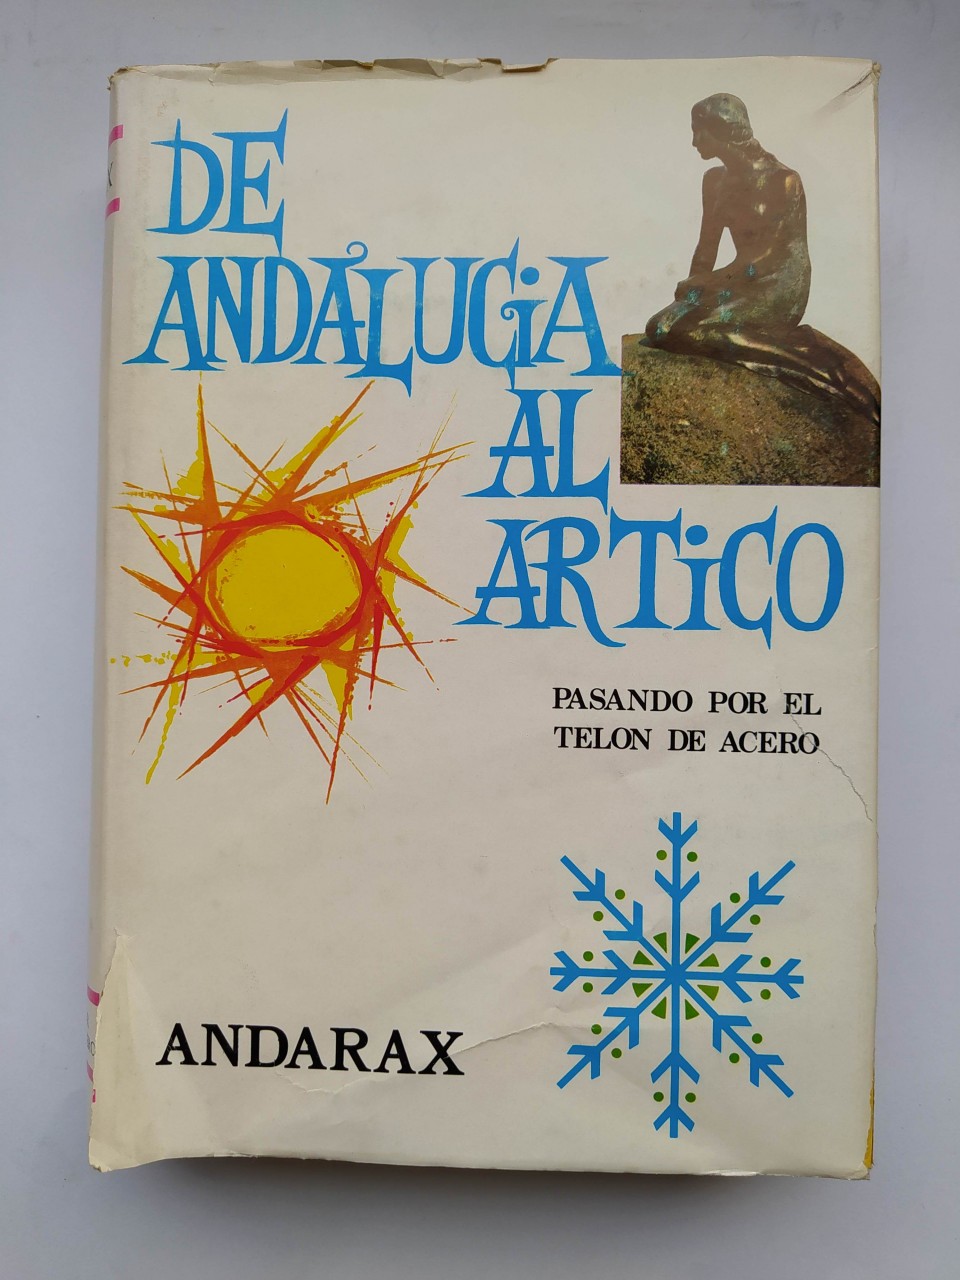 DE
ANDALUCiA
AL
ARTiCO
PASANDO POR EL
TELON DE ACERO
ANDARAX